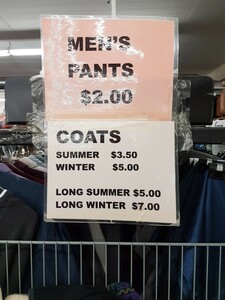 MEN'S
PANTS
$2.00
COATS
SUMMER $3.50
WINTER $5.00
LONG SUMMER $5.00
LONG WINTER $7.00